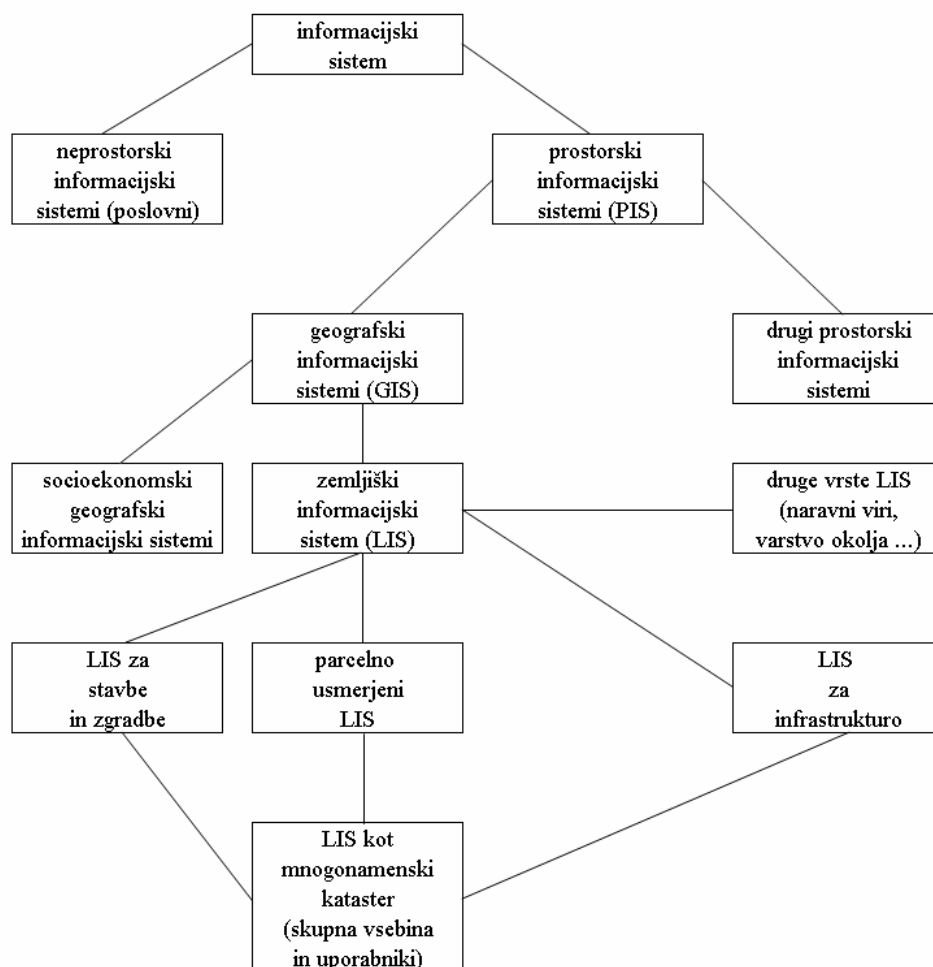 informacijski
sistem
neprostorski
informacijski
sistemi (poslovni)
prostorski
informacijski
sistemi (PIS)
geografski
informacijski
sistemi (GIS)
drugi prostorski
informacijski
sistemi
socioekonomski
geografski
informacijski sistemi
zemljiški
informacijski
sistem (LIS)
druge vrste LIS
(naravni viri,
varstvo okolja ...)
LIS za
stavbe
in zgradbe
parcelno
usmerjeni
LIS
LIS
za
infrastrukturo
LIS kot
mnogonamenski
kataster
(skupna vsebina
in uporabniki)